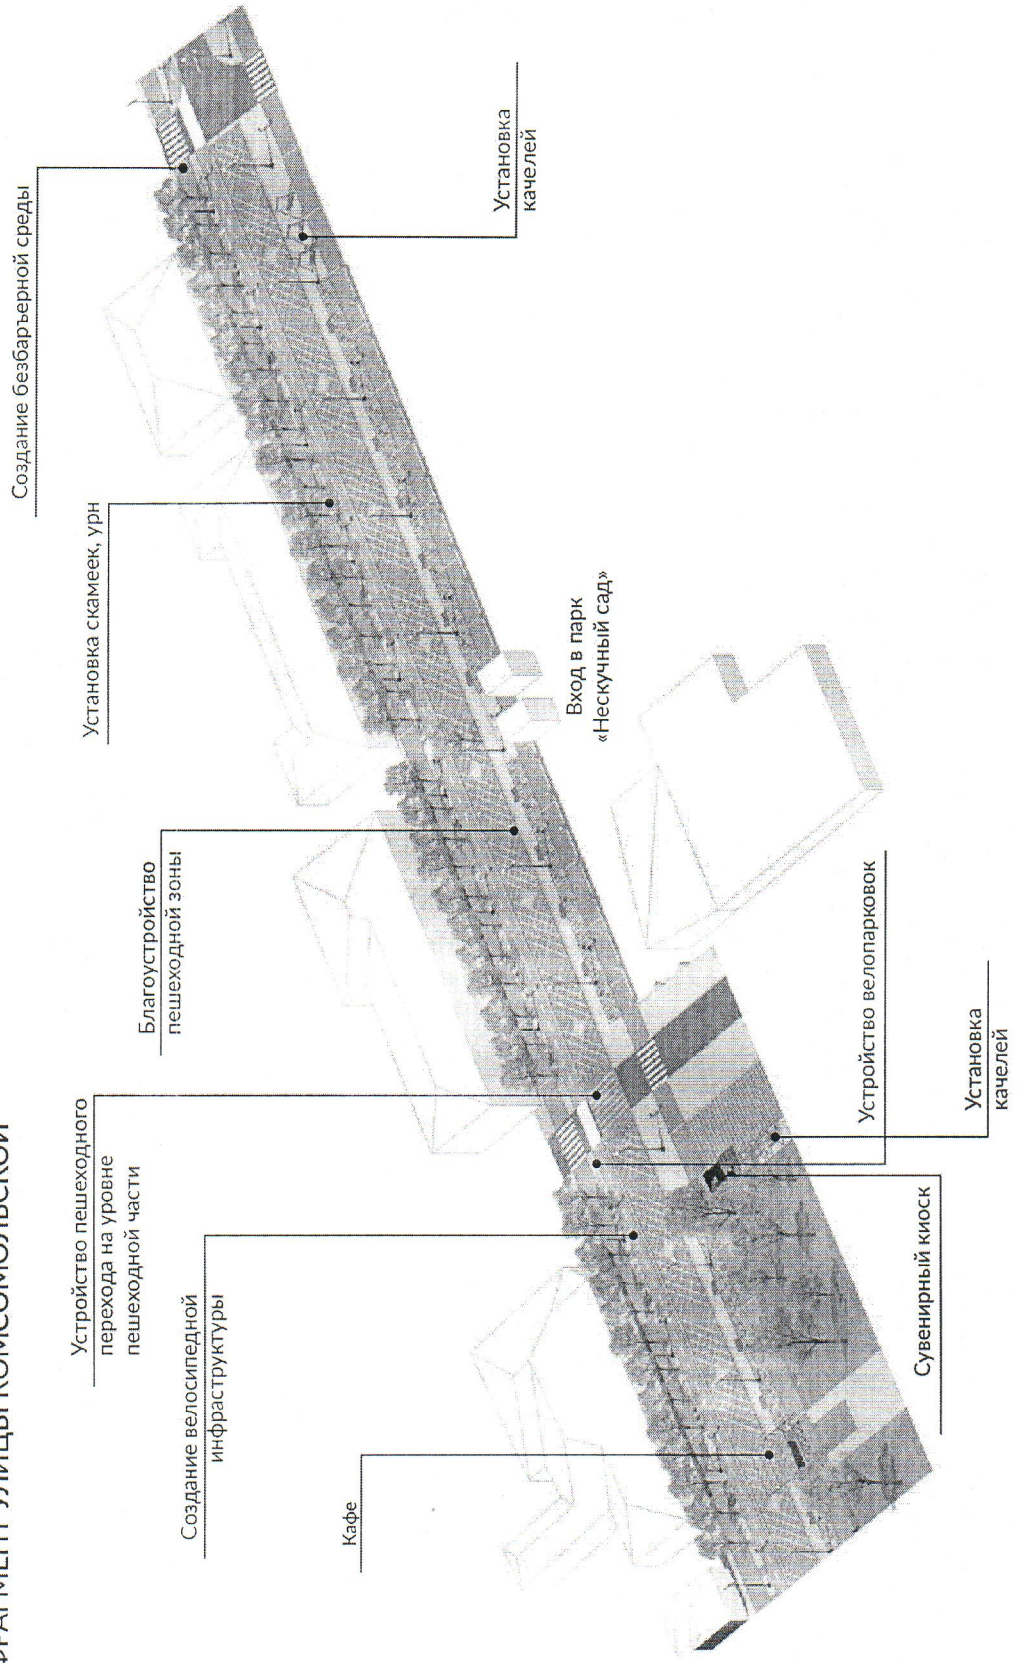 ФРАГМЕНТ УЛИЦЫ КОМСОМОЛЬСКОЙ
Кафе
Создание велосипедной
инфраструктуры
Устройство пешеходного
перехода на уровне
пешеходной части
Благоустройство
пешеходной зоны
Установка скамеек, урн
Создание безбарьерной среды
Сувенирный киоск
Установка
качелей
Устройство велопарковок
Вход в парк
«Нескучный сад»
Установка
качелей